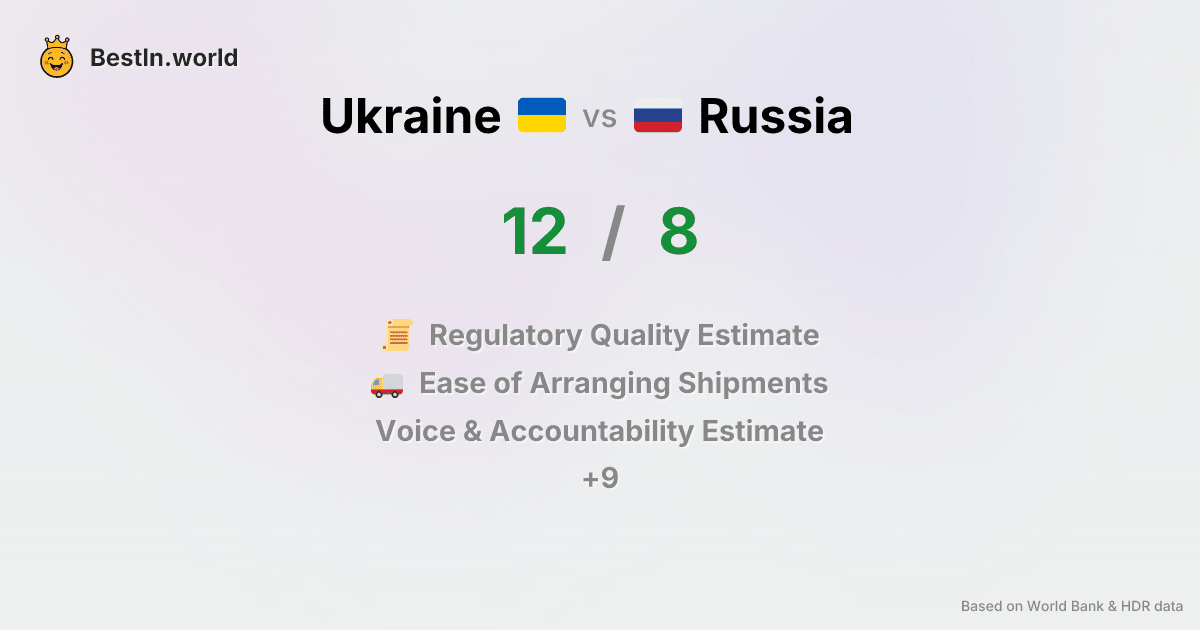 BestIn.world
Ukraine vs Russia
12 / 8
Regulatory Quality Estimate
Ease of Arranging Shipments
Voice & Accountability Estimate
+9
Based on World Bank & HDR data